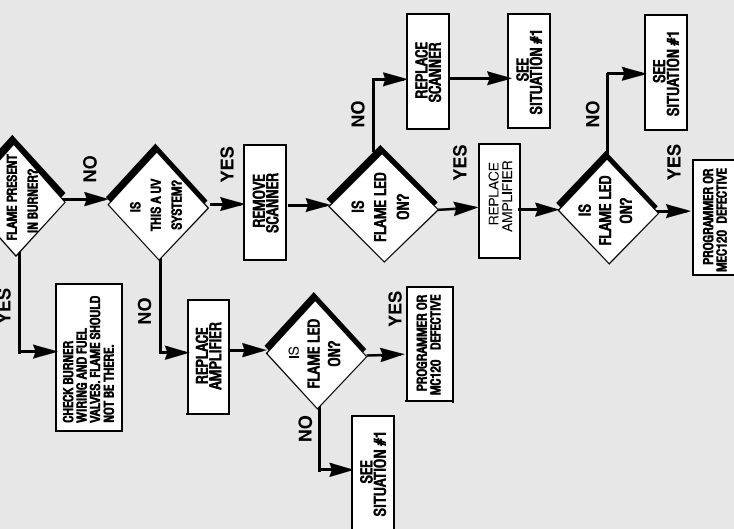 FLAME PRESENT
IN BURNER?
YES
CHECK BURNER
WIRING AND FUEL
VALVES. FLAME SHOULD
NOT BE THERE.
NO
IS
THIS A UV
SYSTEM?
NO
REPLACE
AMPLIFIER
IS
FLAME LED
ON?
NO
SEE
SITUATION #1
YES
PROGRAMMER OR
MC120 DEFECTIVE
YES
REMOVE
SCANNER
IS
FLAME LED
ON?
NO
REPLACE
SCANNER
SEE
SITUATION #1
YES
REPLACE
AMPLIFIER
IS
FLAME LED
ON?
NO
SEE
SITUATION #1
YES
PROGRAMMER OR
MEC120 DEFECTIVE